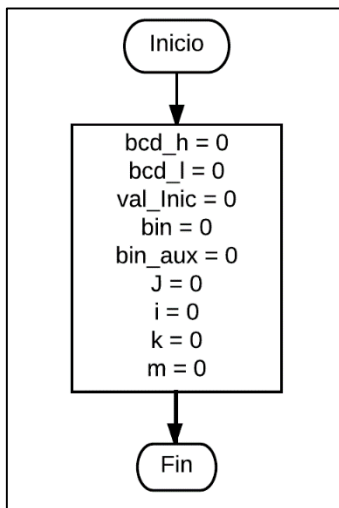 Inicio
bcd_h = 0
bcd_l = 0
val_Inic = 0
bin = 0
bin_aux = 0
J = 0
i = 0
k = 0
m = 0
Fin